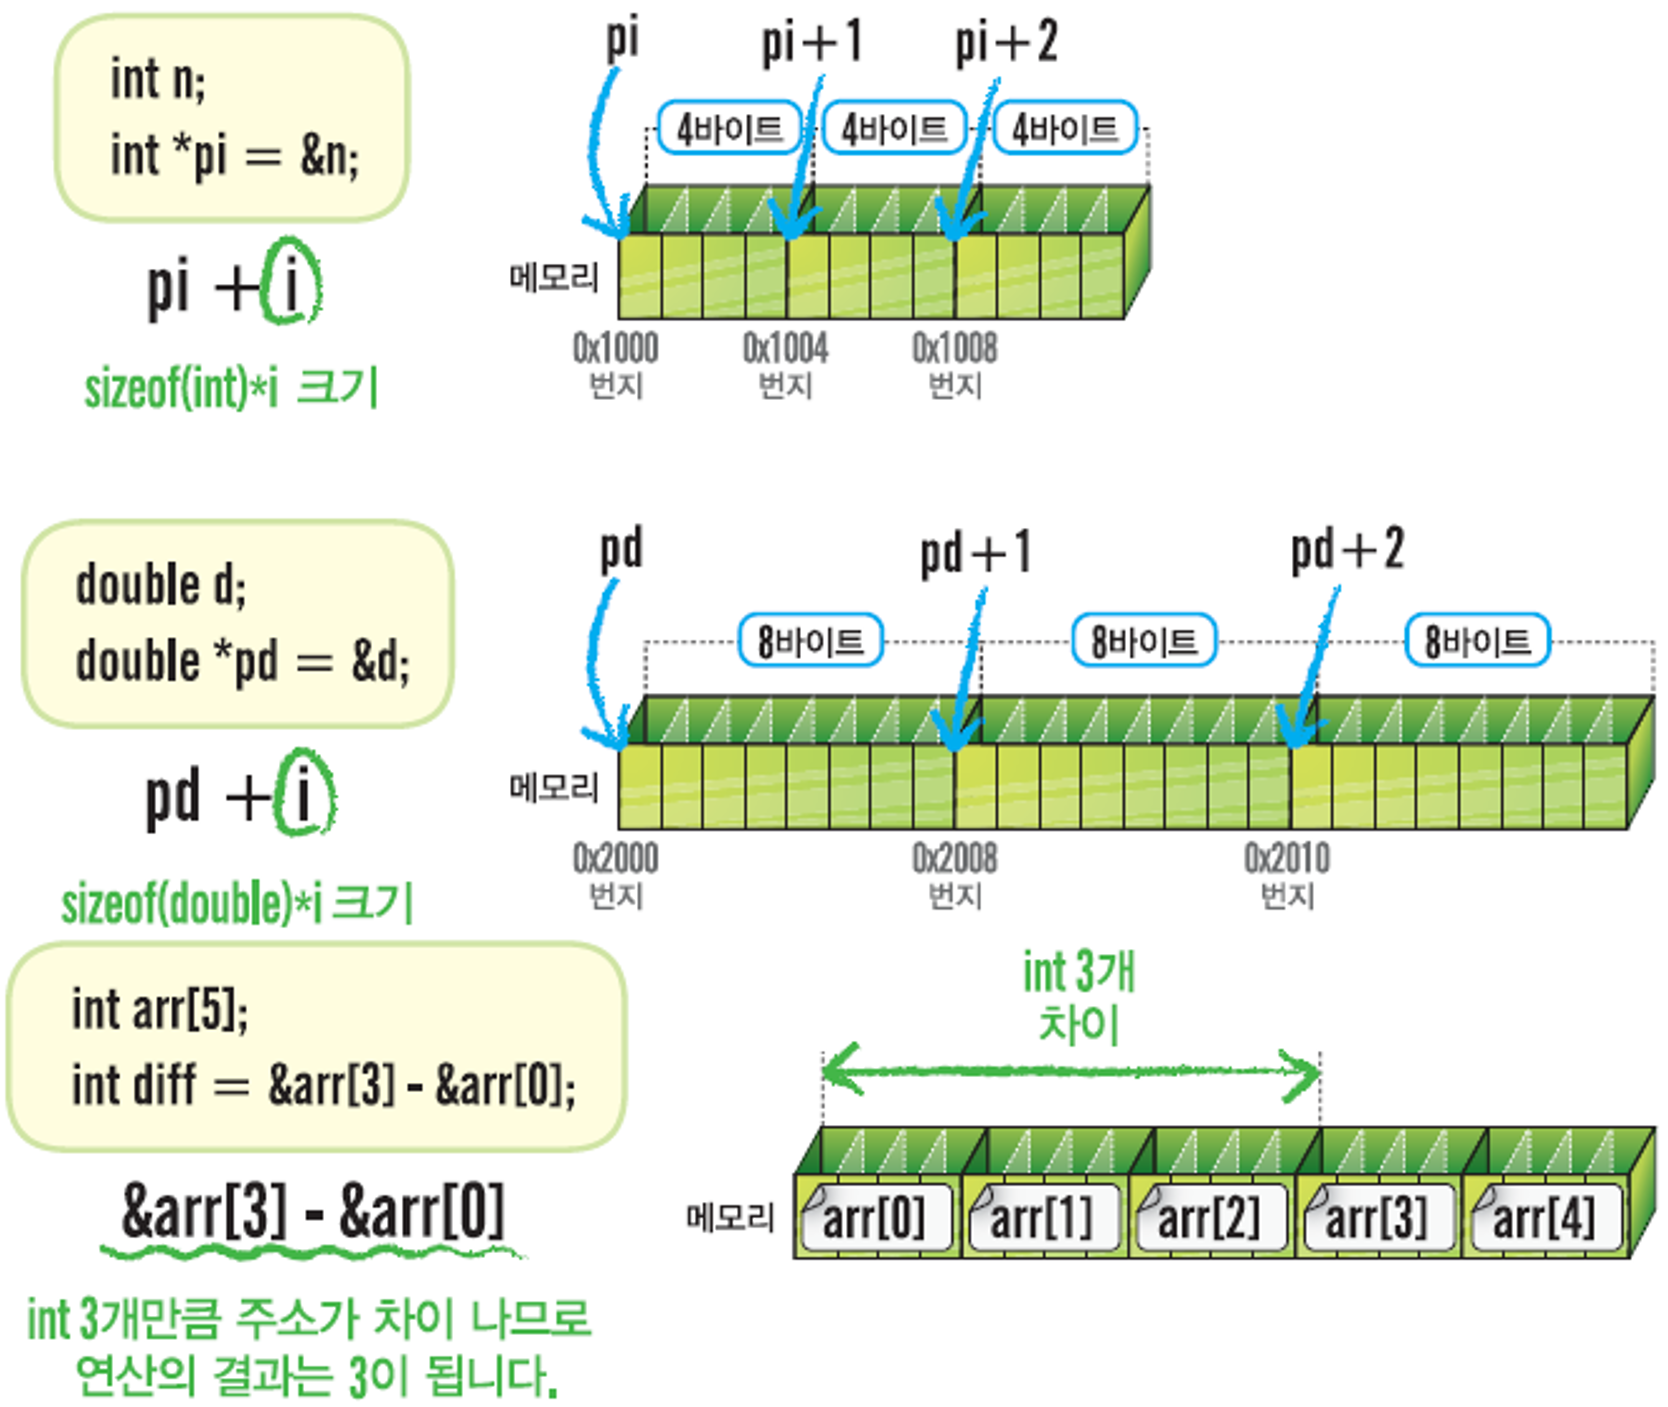 int n;
int *pi = &n;
pi + i
sizeof(int)*i 크기
pi
pi+1
pi+2
4바이트
4바이트
4바이트
메모리
0x1000
번지
0x1004
번지
0x1008
번지
double d;
double *pd = &d;
pd + i
sizeof(double)*i 크기
pd
pd+1
pd+2
8바이트
8바이트
8바이트
메모리
0x2000
번지
0x2008
번지
0x2010
번지
int arr[5];
int diff = &arr[3] - &arr[0];
&arr[3] - &arr[0]
int 3개만큼 주소가 차이 나므로
연산의 결과는 3이 됩니다.
int 3개
차이
메모리
arr[0]
arr[1]
arr[2]
arr[3]
arr[4]